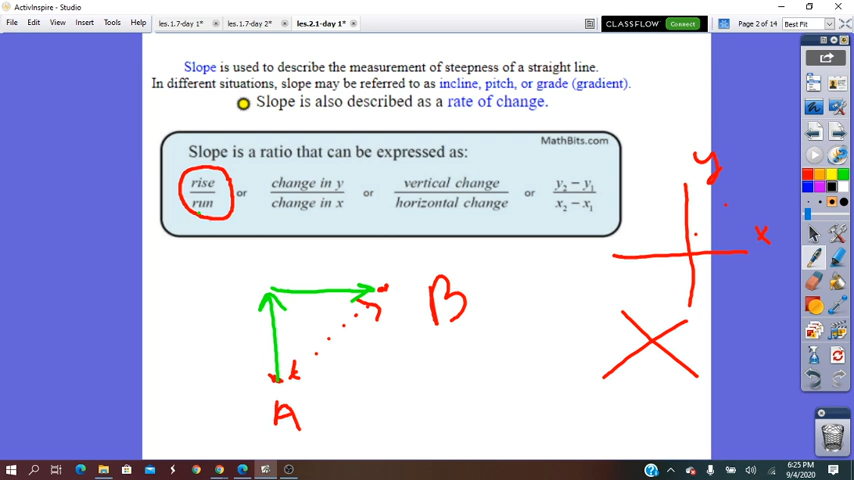 ActivInspire - Studio
File Edit View Insert Tools Help
les.1.7-day 1*
les.1.7-day 2*
les.2.1-day 1*
CLASSFLOW
Connect
Page 2 of 14
Best Fit
Slope is used to describe the measurement of steepness of a straight line.
In different situations, slope may be referred to as incline, pitch, or grade (gradient).
Slope is also described as a rate of change.
MathBits.com
Slope is a ratio that can be expressed as:
rise or change in y or vertical change or y₂ − y₁
run change in x horizontal change x₂ − x₁
y
x
B
A
6:25 PM
9/4/2020